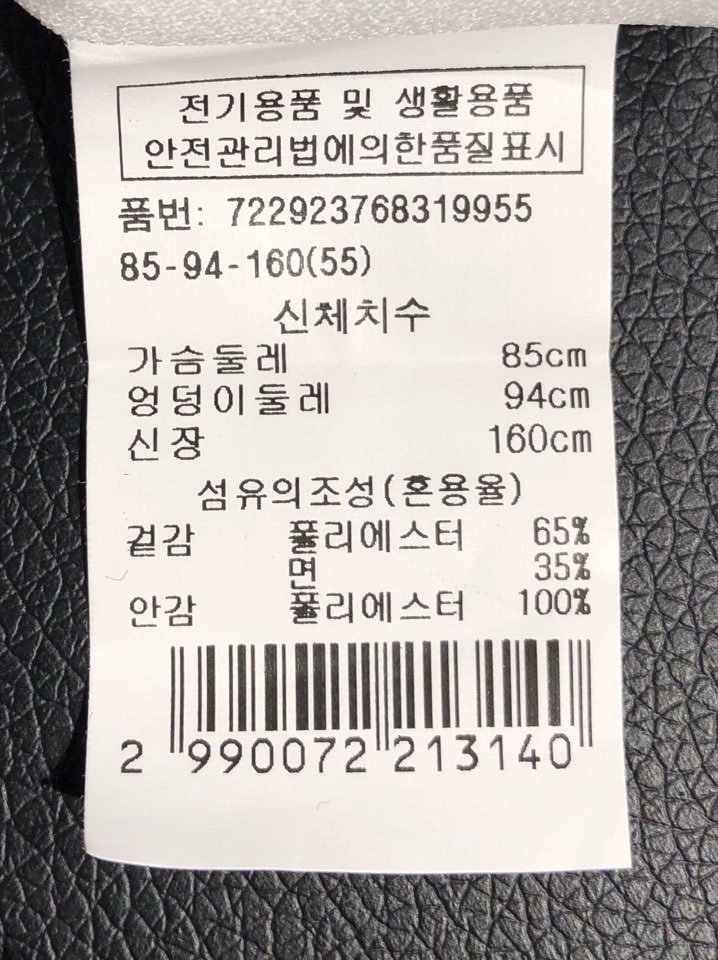 전기용품 및 생활용품
안전관리법에의한품질표시
품번: 722923768319955
85-94-160(55)
신체치수
가슴둘레 85cm
엉덩이둘레 94cm
신장 160cm
섬유의조성(혼용율)
겉감 폴리에스터 65%
면 35%
안감 폴리에스터 100%
2 990072 213140